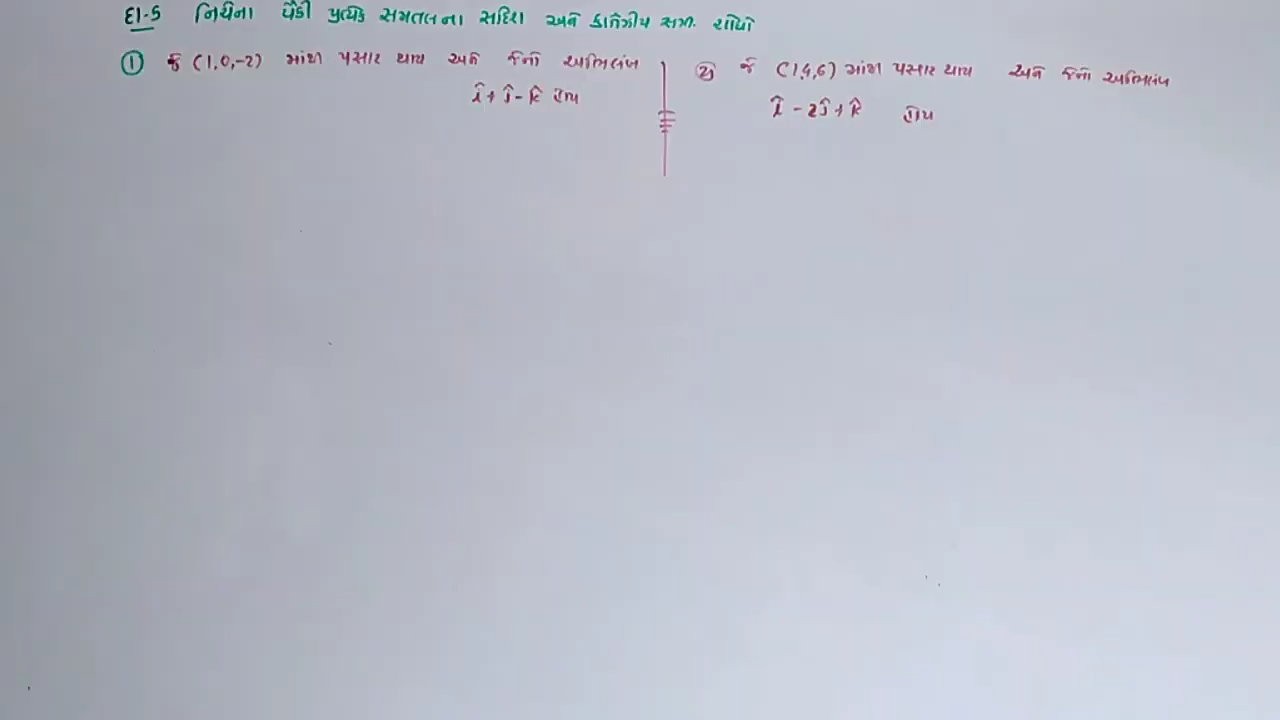 દા-5 નિચેના પૈકી પ્રત્યેક સમતલના સદિશ અને કાર્તેઝીય સમી. શોધો
① જે (1,0,-2) માંથી પસાર થાય અને જેનો અભિલંબ
î + ĵ - k̂ હોય
② જે (1,4,6) માંથી પસાર થાય અને જેનો અભિલંબ
î - 2ĵ + k̂ હોય